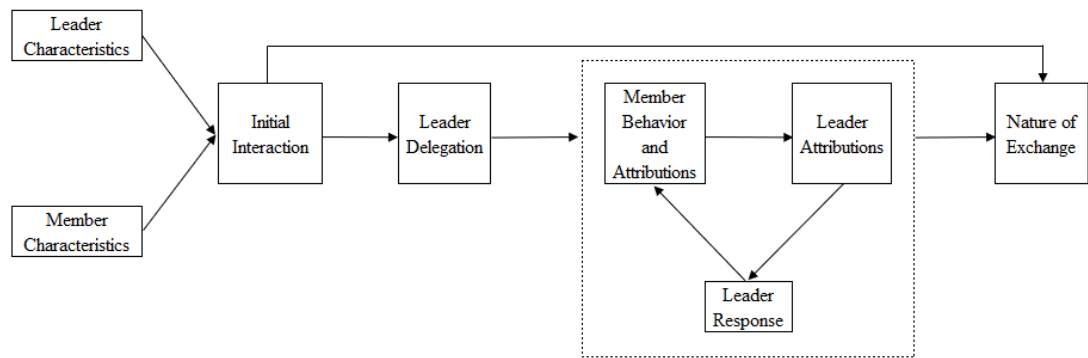 Leader
Characteristics
Initial
Interaction
Leader
Delegation
Member
Behavior
and
Attributions
Leader
Attributions
Nature of
Exchange
Member
Characteristics
Leader
Response